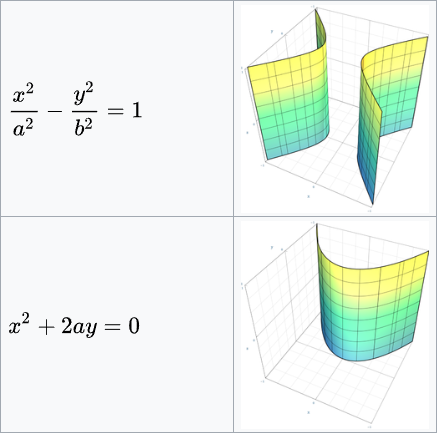 x²/a² − y²/b² = 1
x² + 2ay = 0